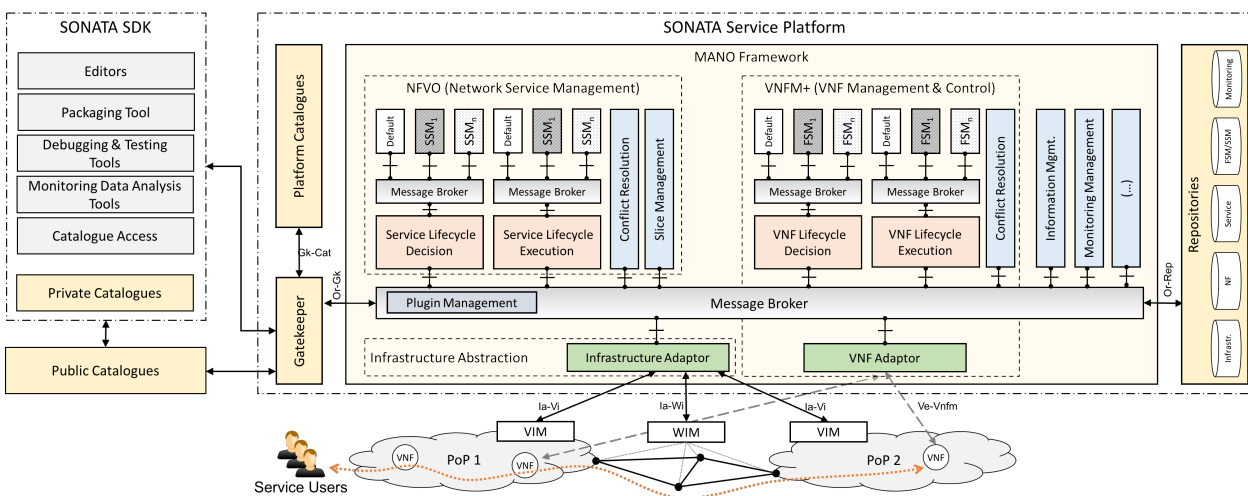 SONATA SDK
Editors
Packaging Tool
Debugging & Testing
Tools
Monitoring Data Analysis
Tools
Catalogue Access
Private Catalogues
Public Catalogues
SONATA Service Platform
Platform Catalogues
Gk-Cat
Gatekeeper
Or-Gk
MANO Framework
NFVO (Network Service Management)
Default
SSM1
SSMn
Default
SSM1
SSMn
Message Broker
Message Broker
Service Lifecycle
Decision
Service Lifecycle
Execution
Conflict Resolution
Slice Management
VNFM+ (VNF Management & Control)
Default
FSM1
FSMn
Default
FSM1
FSMn
Message Broker
Message Broker
VNF Lifecycle
Decision
VNF Lifecycle
Execution
Conflict Resolution
Information Mgmt.
Monitoring Management
(...)
Plugin Management
Message Broker
Infrastructure Abstraction
Infrastructure Adaptor
VNF Adaptor
Or-Rep
Repositories
Monitoring
FSM/SSM
Service
NF
Infrastr.
Ia-Vi
Ia-Wi
Ia-Vi
Ve-Vnfm
VIM
WIM
VIM
VNF
PoP 1
VNF
PoP 2
VNF
Service Users